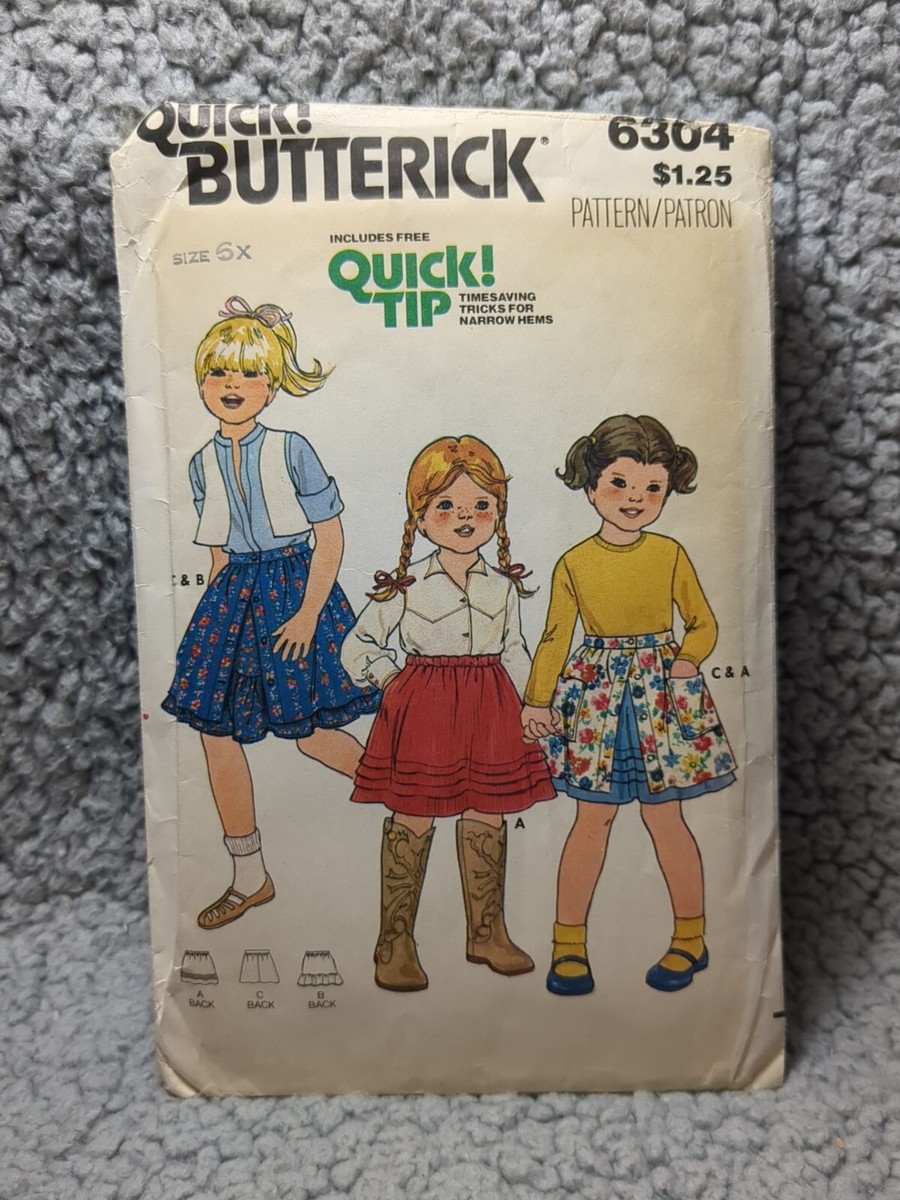 QUICK!
BUTTERICK®
6304
$1.25
PATTERN/PATRON
SIZE 6X
INCLUDES FREE
QUICK!
TIP
TIMESAVING
TRICKS FOR
NARROW HEMS
C & B
C & A
A
A
BACK
C
BACK
B
BACK